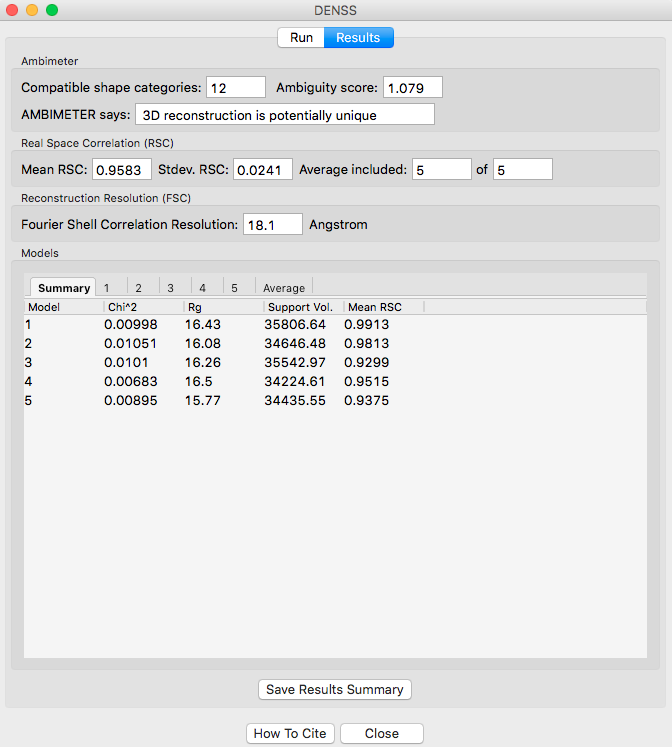 DENSS
Run Results
Ambimeter
Compatible shape categories: 12 Ambiguity score: 1.079
AMBIMETER says: 3D reconstruction is potentially unique
Real Space Correlation (RSC)
Mean RSC: 0.9583 Stdev. RSC: 0.0241 Average included: 5 of 5
Reconstruction Resolution (FSC)
Fourier Shell Correlation Resolution: 18.1 Angstrom
Models
Summary 1 2 3 4 5 Average
Model Chi^2 Rg Support Vol. Mean RSC
1 0.00998 16.43 35806.64 0.9913
2 0.01051 16.08 34646.48 0.9813
3 0.0101 16.26 35542.97 0.9299
4 0.00683 16.5 34224.61 0.9515
5 0.00895 15.77 34435.55 0.9375
Save Results Summary
How To Cite Close